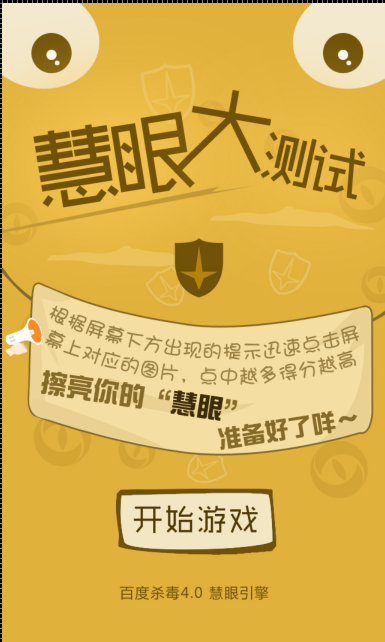 慧眼大测试
根据屏幕下方出现的提示迅速点击屏
幕上对应的图片，点中越多得分越高
擦亮你的“慧眼”
准备好了咩～
开始游戏
百度杀毒4.0 慧眼引擎